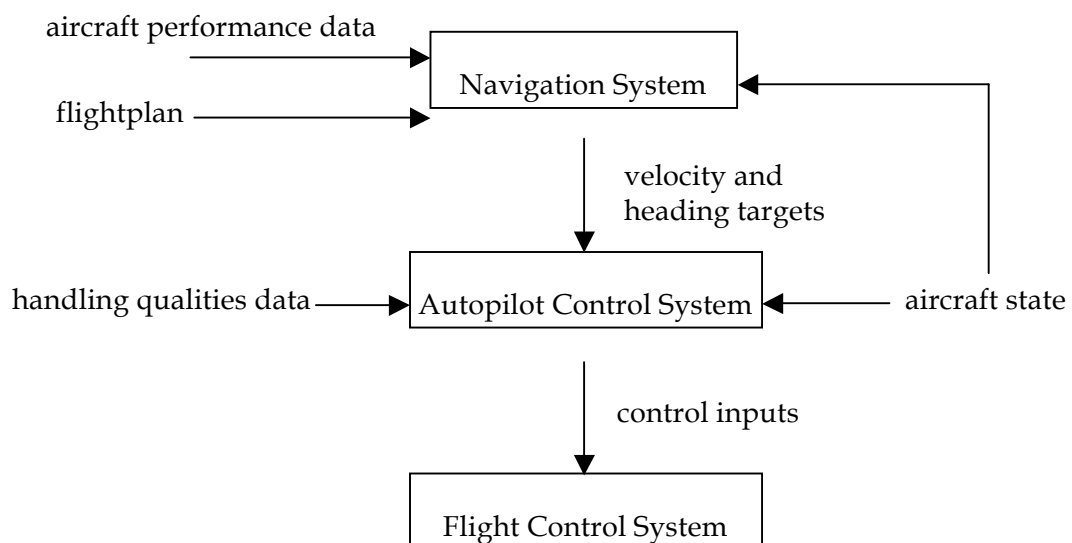 aircraft performance data
Navigation System
flightplan
velocity and
heading targets
handling qualities data
Autopilot Control System
aircraft state
control inputs
Flight Control System